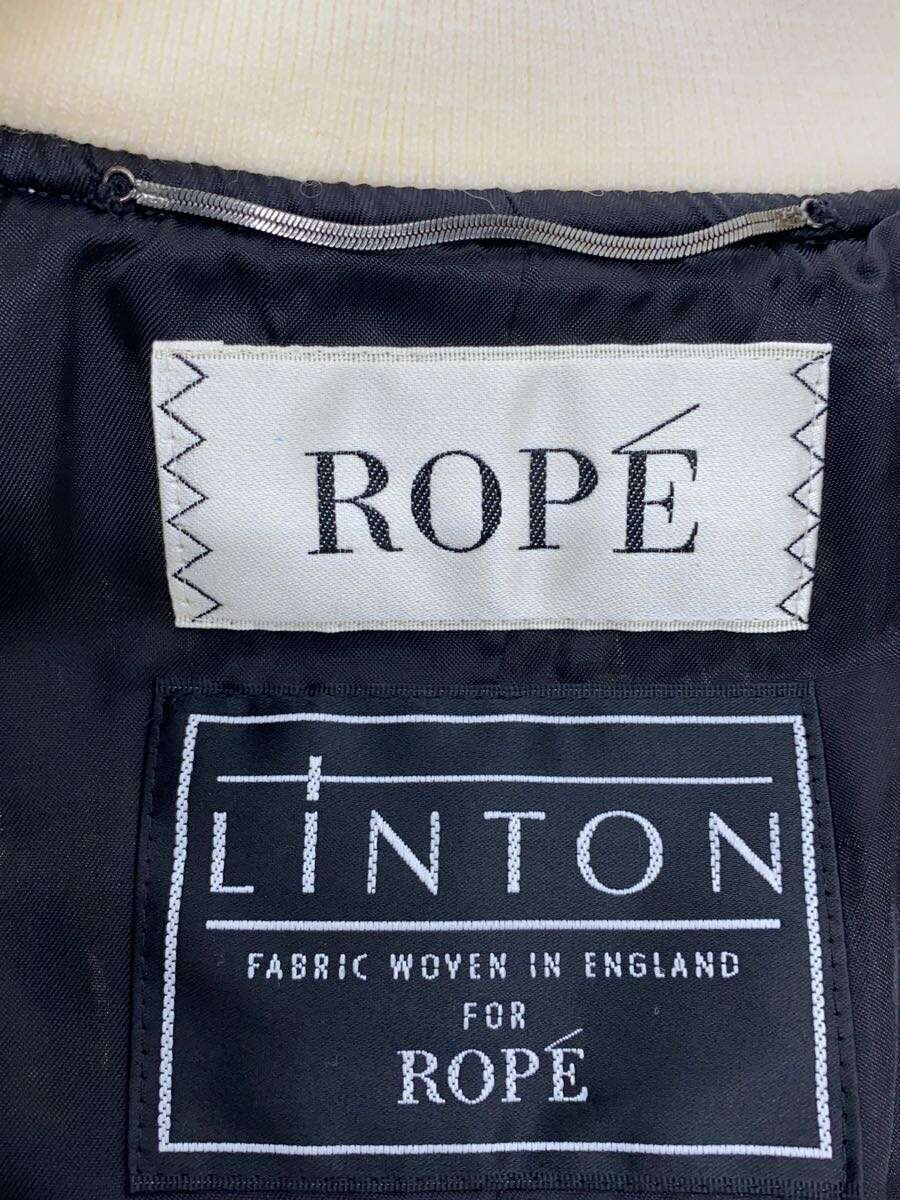 ROPÉ
LINTON
FABRIC WOVEN IN ENGLAND
FOR
ROPÉ